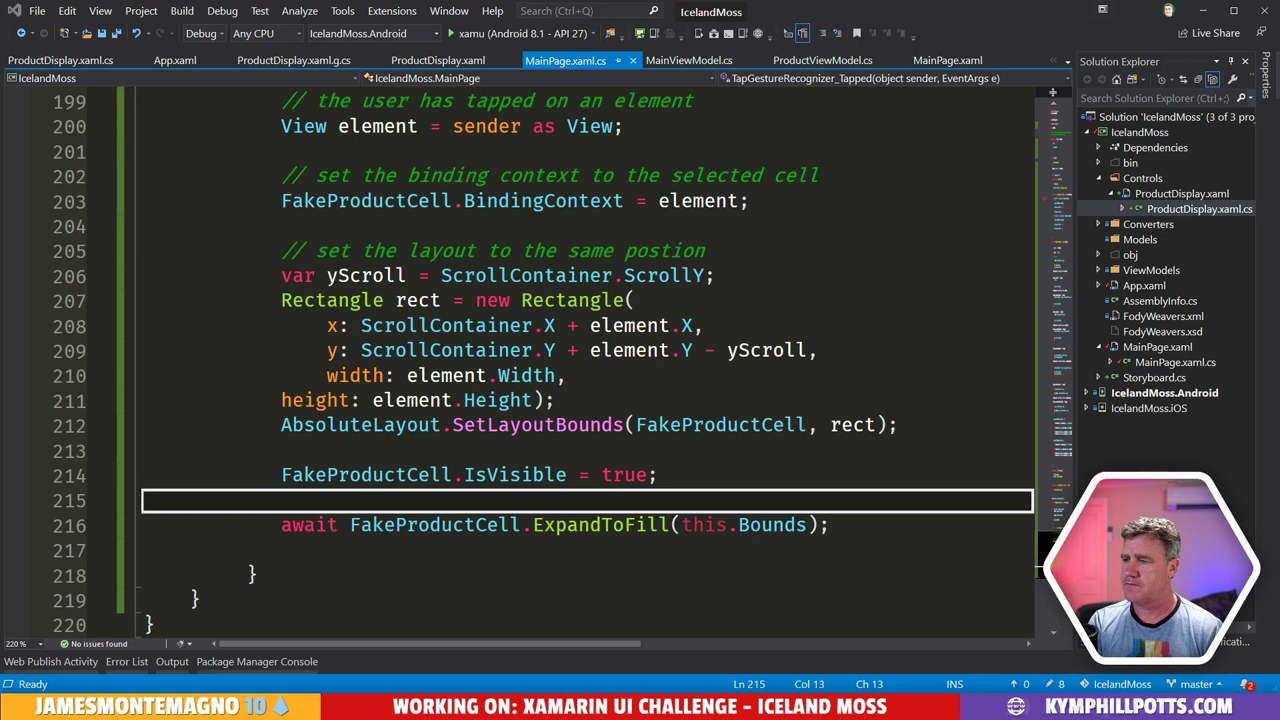 File Edit View Project Build Debug Test Analyze Tools Extensions Window Help Search (Ctrl+Q) IcelandMoss
Debug Any CPU IcelandMoss.Android xamu (Android 8.1 - API 27) Live Share
ProductDisplay.xaml.cs App.xaml ProductDisplay.xaml.g.cs ProductDisplay.xaml MainPage.xaml.cs MainViewModel.cs ProductViewModel.cs MainPage.xaml
IcelandMoss IcelandMoss.MainPage TapGestureRecognizer_Tapped(object sender, EventArgs e)
199 // the user has tapped on an element
200 View element = sender as View;
201
202 // set the binding context to the selected cell
203 FakeProductCell.BindingContext = element;
204
205 // set the layout to the same postion
206 var yScroll = ScrollContainer.ScrollY;
207 Rectangle rect = new Rectangle(
208 x: ScrollContainer.X + element.X,
209 y: ScrollContainer.Y + element.Y - yScroll,
210 width: element.Width,
211 height: element.Height);
212 AbsoluteLayout.SetLayoutBounds(FakeProductCell, rect);
213
214 FakeProductCell.IsVisible = true;
215
216 await FakeProductCell.ExpandToFill(this.Bounds);
217
218 }
219 }
220 }
220 % No issues found
Solution Explorer
Search Solution Explorer (Ctrl+;)
Solution 'IcelandMoss' (3 of 3 proj
IcelandMoss
Dependencies
bin
Controls
ProductDisplay.xaml
ProductDisplay.xaml.cs
Converters
Models
obj
ViewModels
App.xaml
AssemblyInfo.cs
FodyWeavers.xml
FodyWeavers.xsd
MainPage.xaml
MainPage.xaml.cs
Storyboard.cs
IcelandMoss.Android
IcelandMoss.iOS
Properties
Web Publish Activity Error List Output Package Manager Console
Ready Ln 215 Col 13 Ch 13 INS 0 8 IcelandMoss master 2
JAMESMONTEMAGNO 10 WORKING ON: XAMARIN UI CHALLENGE - ICELAND MOSS KYMPHILLPOTTS.COM